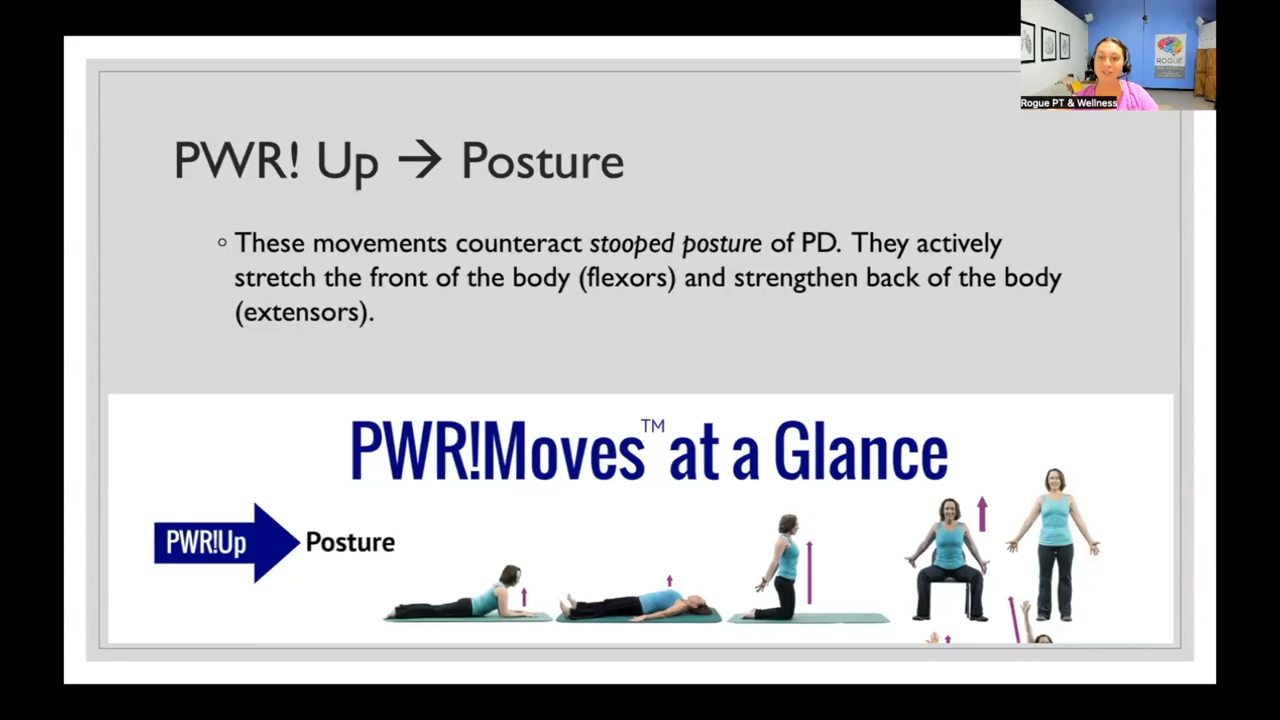 PWR! Up → Posture
◦ These movements counteract stooped posture of PD. They actively
stretch the front of the body (flexors) and strengthen back of the body
(extensors).
PWR!Moves™ at a Glance
PWR!Up
Posture
ROGUE
Rogue PT & Wellness